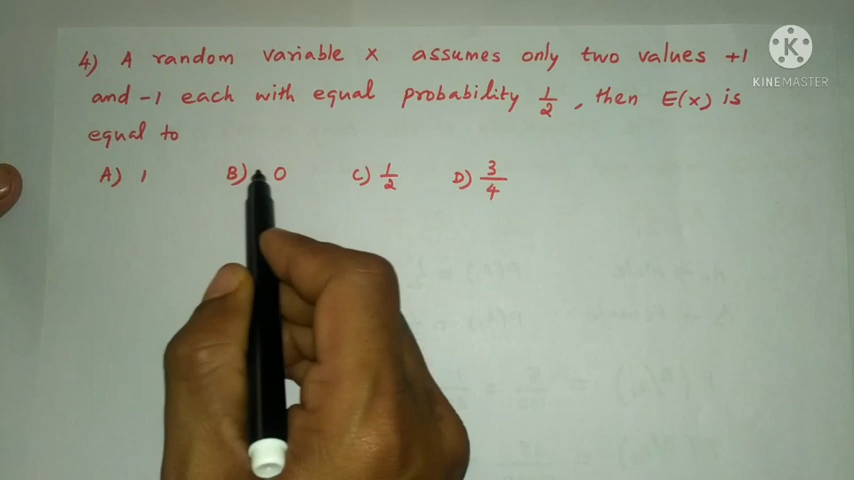 4) A random variable x assumes only two values +1
and -1 each with equal probability 1/2, then E(x) is
equal to
A) 1 B) 0 C) 1/2 D) 3/4
K
KINEMASTER